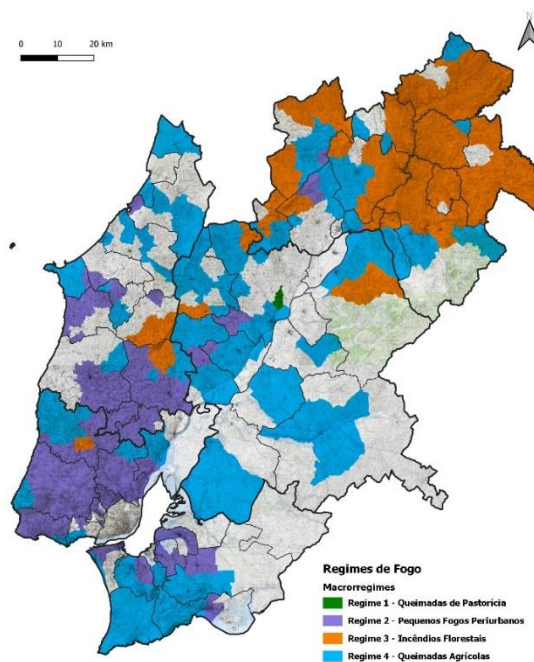 N
0 10 20 km
Regimes de Fogo
Macrorregimes
Regime 1 - Queimadas de Pastorícia
Regime 2 - Pequenos Fogos Periurbanos
Regime 3 - Incêndios Florestais
Regime 4 - Queimadas Agrícolas